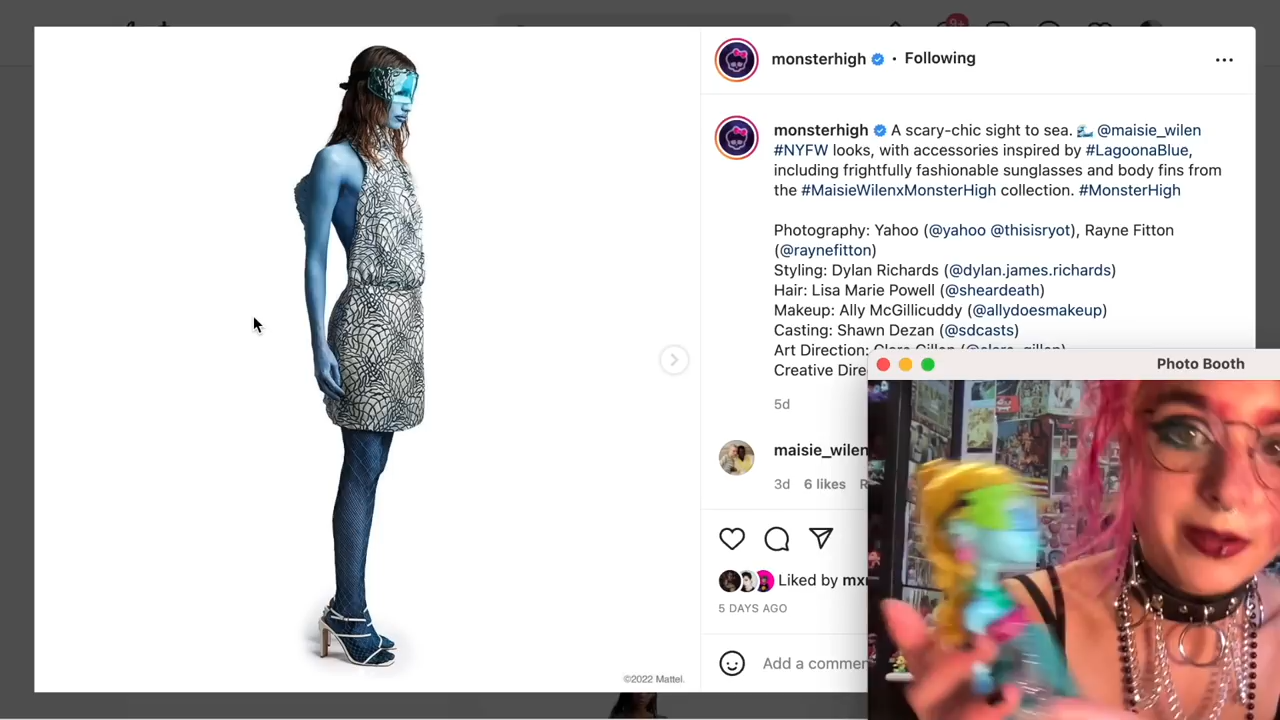 9+
monsterhigh • Following
monsterhigh A scary-chic sight to sea. 🌊 @maisie_wilen
#NYFW looks, with accessories inspired by #LagoonaBlue,
including frightfully fashionable sunglasses and body fins from
the #MaisieWilenxMonsterHigh collection. #MonsterHigh
Photography: Yahoo (@yahoo @thisisryot), Rayne Fitton
(@raynefitton)
Styling: Dylan Richards (@dylan.james.richards)
Hair: Lisa Marie Powell (@sheardeath)
Makeup: Ally McGillicuddy (@allydoesmakeup)
Casting: Shawn Dezan (@sdcasts)
Art Direction:
Creative Dire
5d
maisie_wilen
3d 6 likes R
Liked by
5 DAYS AGO
Add a commen
©2022 Mattel.
Photo Booth